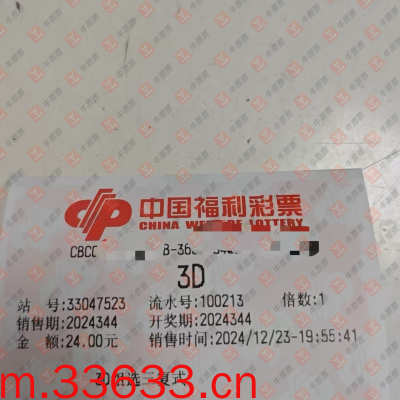 中国福利彩票
CHINA WELFARE LOTTERY
3D
站 号:33047523 流水号:100213 倍数:1
销售期:2024344 开奖期:2024344
金 额:24.00元 销售时间:2024/12/23-19:55:41
m.33633.cn